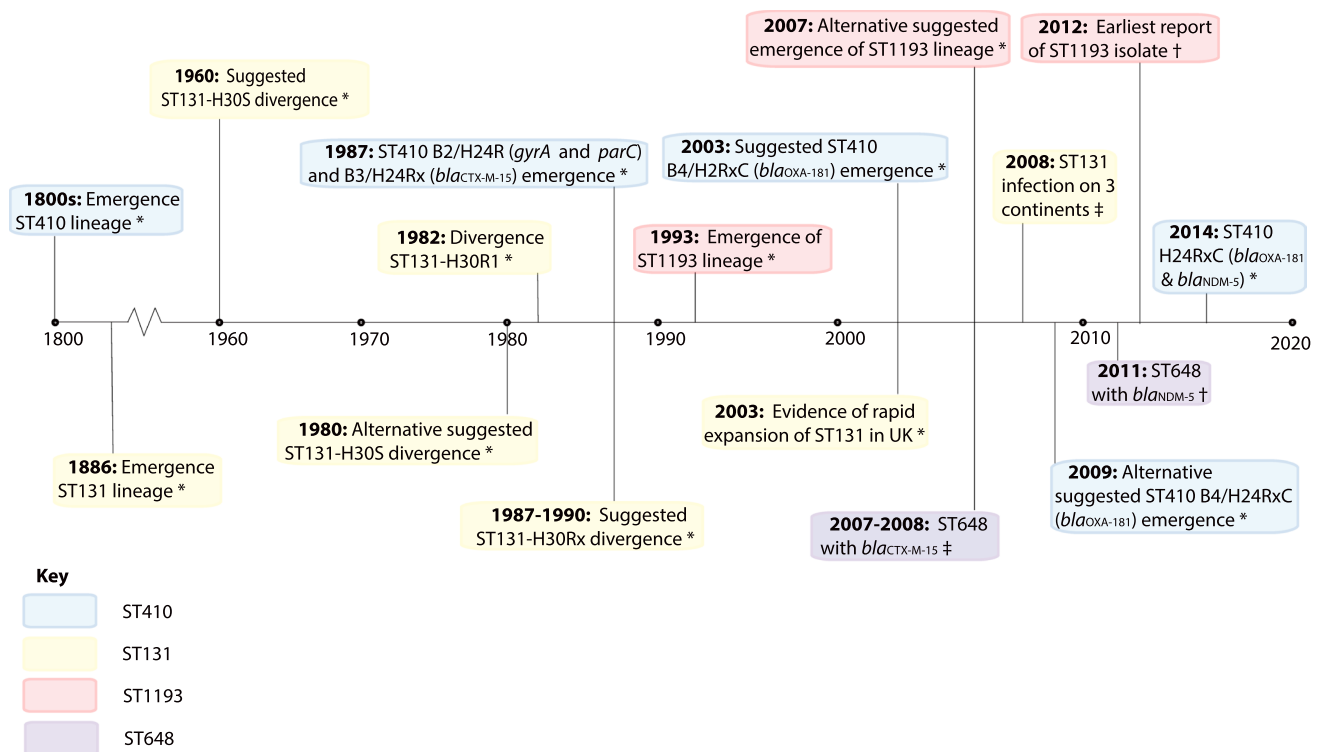 2007: Alternative suggested
emergence of ST1193 lineage *
2012: Earliest report
of ST1193 isolate †
1960: Suggested
ST131-H30S divergence *
1987: ST410 B2/H24R (gyrA and parC)
and B3/H24Rx (blaCTX-M-15) emergence *
2003: Suggested ST410
B4/H2RxC (blaOXA-181) emergence *
2008: ST131
infection on 3
continents ‡
1800s: Emergence
ST410 lineage *
1982: Divergence
ST131-H30R1 *
1993: Emergence of
ST1193 lineage *
2014: ST410
H24RxC (blaOXA-181
& blaNDM-5) *
1800
1960
1970
1980
1990
2000
2010
2020
2011: ST648
with blaNDM-5 †
2003: Evidence of rapid
expansion of ST131 in UK *
1980: Alternative suggested
ST131-H30S divergence *
1886: Emergence
ST131 lineage *
2009: Alternative
suggested ST410 B4/H24RxC
(blaOXA-181) emergence *
1987-1990: Suggested
ST131-H30Rx divergence *
2007-2008: ST648
with blaCTX-M-15 ‡
Key
ST410
ST131
ST1193
ST648